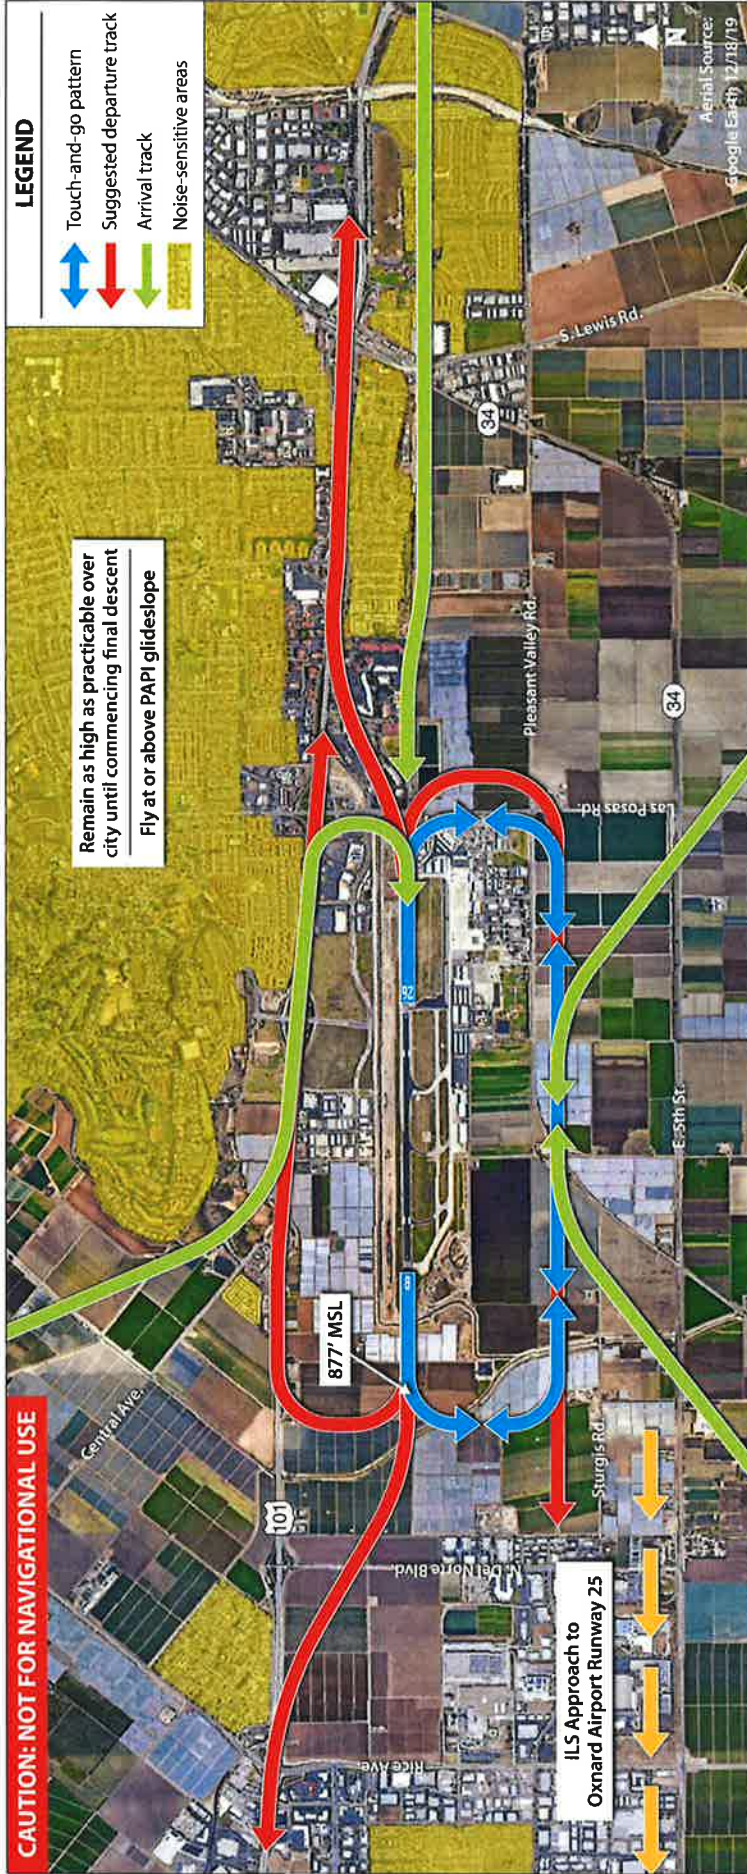 CAUTION: NOT FOR NAVIGATIONAL USE
LEGEND
Touch-and-go pattern
Suggested departure track
Arrival track
Noise-sensitive areas
Remain as high as practicable over
city until commencing final descent
Fly at or above PAPI glideslope
Central Ave.
101
877' MSL
8
26
N. Del Norte Blvd.
Rice Ave.
Sturgis Rd.
ILS Approach to
Oxnard Airport Runway 25
E. 5th St.
Las Posas Rd.
Pleasant Valley Rd.
34
34
S. Lewis Rd.
N
Aerial Source:
Google Earth 12/18/19